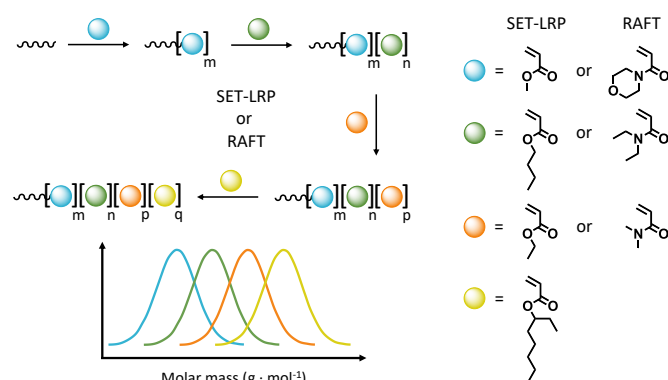 SET-LRP RAFT
m
m n
= or
O O
N O
O
SET-LRP
or
RAFT
= or
O O
N O
m n p q
m n p
= or
O O
N O
=
O O
Molar mass (g · mol-1)